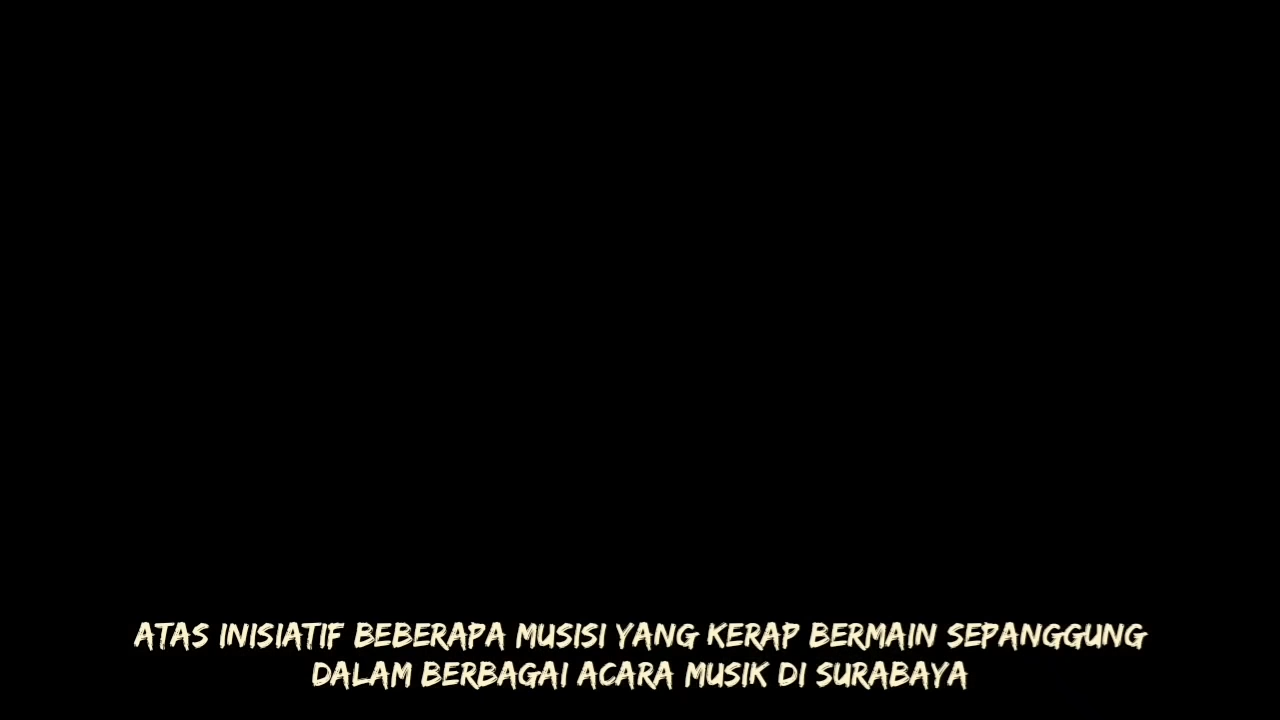 ATAS INISIATIF BEBERAPA MUSISI YANG KERAP BERMAIN SEPANGGUNG
DALAM BERBAGAI ACARA MUSIK DI SURABAYA